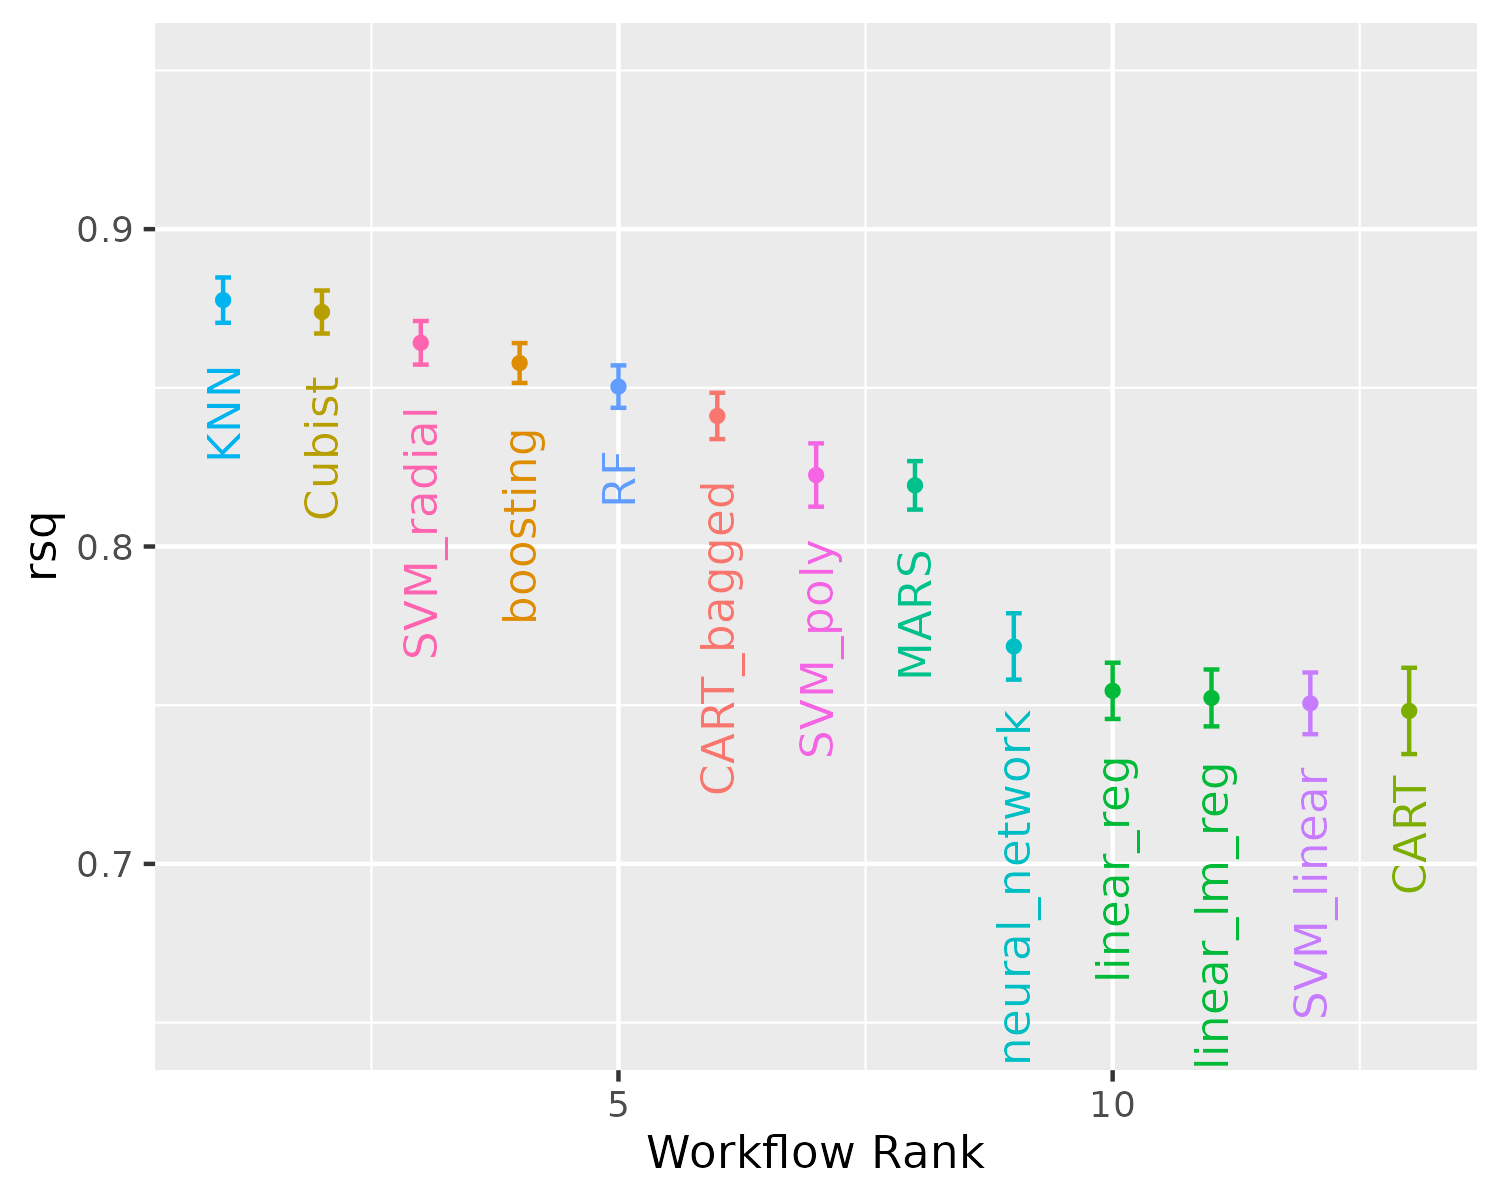 rsq
0.9
0.8
0.7
KNN
Cubist
SVM_radial
boosting
RF
CART_bagged
SVM_poly
MARS
neural_network
linear_reg
linear_lm_reg
SVM_linear
CART
5
10
Workflow Rank